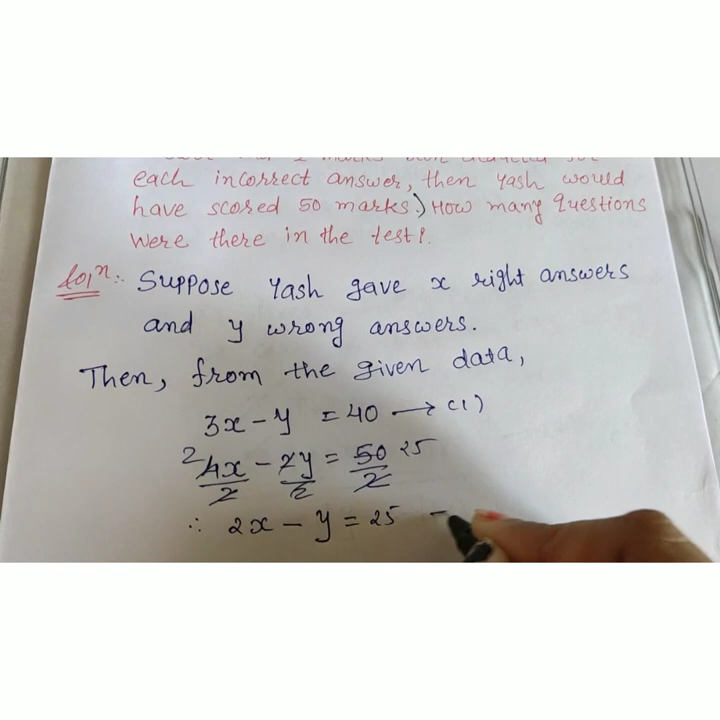 each incorrect answer, then Yash would
have scored 50 marks.) How many Questions
were there in the test?
Solⁿ:- Suppose Yash gave x right answers
and y wrong answers.
Then, from the given data,
3x - y = 40 → (1)
2 4x/2 - 2y/2 = 50/2 25
∴ 2x - y = 25